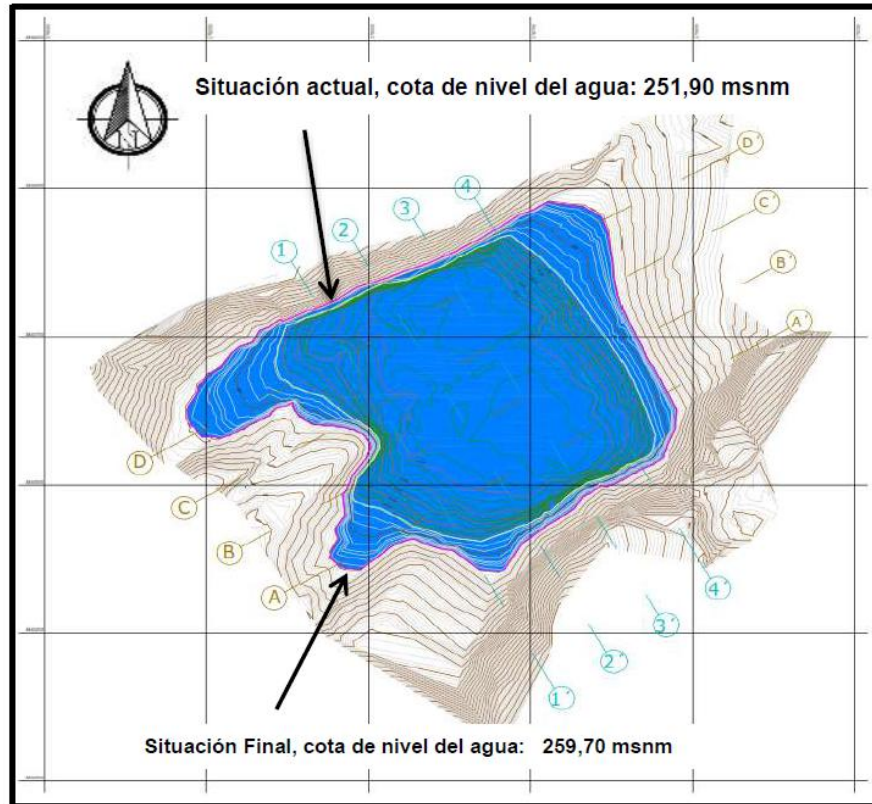 Situación actual, cota de nivel del agua: 251,90 msnm
D´
4
3
C´
2
1
B´
A´
D
C
B
A
4´
3´
2´
1´
Situación Final, cota de nivel del agua: 259,70 msnm